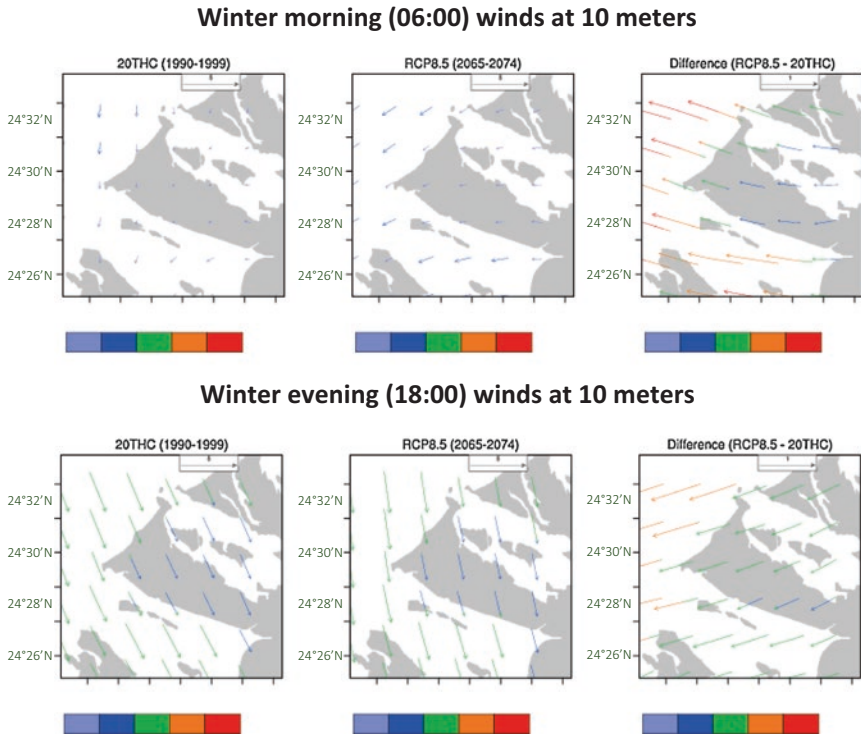 Winter morning (06:00) winds at 10 meters
20THC (1990-1999)
RCP8.5 (2065-2074)
Difference (RCP8.5 - 20THC)
24°32'N
24°30'N
24°28'N
24°26'N
24°32'N
24°30'N
24°28'N
24°26'N
24°32'N
24°30'N
24°28'N
24°26'N
Winter evening (18:00) winds at 10 meters
20THC (1990-1999)
RCP8.5 (2065-2074)
Difference (RCP8.5 - 20THC)
24°32'N
24°30'N
24°28'N
24°26'N
24°32'N
24°30'N
24°28'N
24°26'N
24°32'N
24°30'N
24°28'N
24°26'N